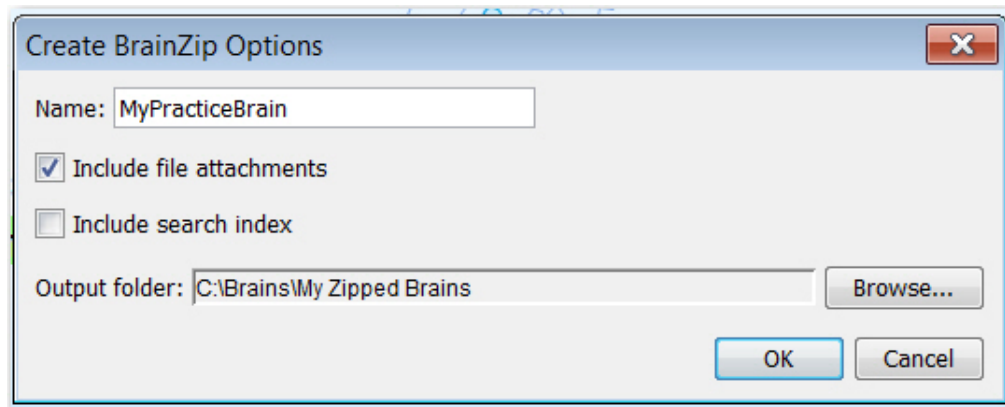 Create BrainZip Options
Name: MyPracticeBrain
Include file attachments
Include search index
Output folder: C:\Brains\My Zipped Brains Browse...
OK Cancel